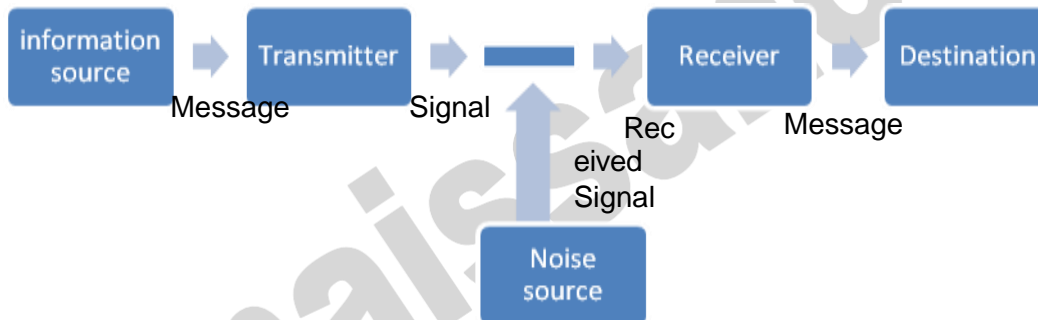 information
source
Transmitter
Receiver
Destination
Message
Signal
Rec
eived
Signal
Message
Noise
source